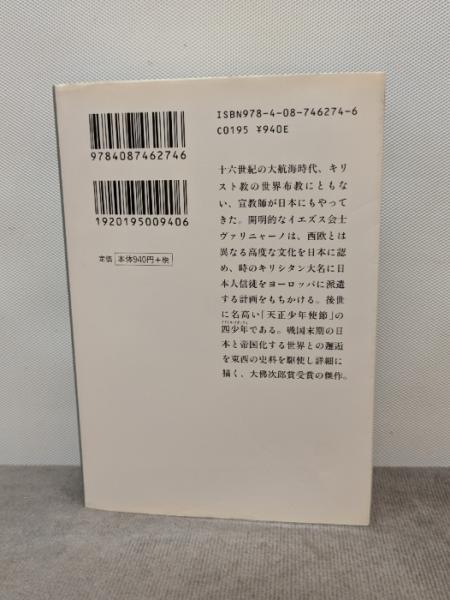 ISBN978-4-08-746274-6
C0195 ¥940E
9784087462746
1920195009406
定価 本体940円+税
十六世紀の大航海時代、キリ
スト教の世界布教にともな
い、宣教師が日本にもやって
きた。開明的なイエズス会士
ヴァリニャーノは、西欧とは
異なる高度な文化を日本に認
め、時のキリシタン大名に日
本人信徒をヨーロッパに派遣
する計画をもちかける。後世
に名高い「天正少年使節」の
四少年である。戦国末期の日
本と帝国化する世界との邂逅
を東西の史料を駆使し詳細に
描く、大佛次郎賞受賞の傑作。